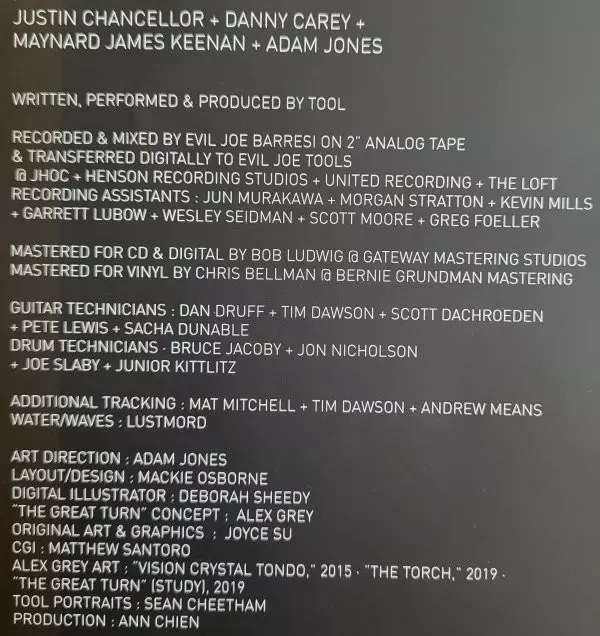 JUSTIN CHANCELLOR + DANNY CAREY +
MAYNARD JAMES KEENAN + ADAM JONES
WRITTEN, PERFORMED & PRODUCED BY TOOL
RECORDED & MIXED BY EVIL JOE BARRESI ON 2" ANALOG TAPE
& TRANSFERRED DIGITALLY TO EVIL JOE TOOLS
@ JHOC + HENSON RECORDING STUDIOS + UNITED RECORDING + THE LOFT
RECORDING ASSISTANTS : JUN MURAKAWA + MORGAN STRATTON + KEVIN MILLS
+ GARRETT LUBOW + WESLEY SEIDMAN + SCOTT MOORE + GREG FOELLER
MASTERED FOR CD & DIGITAL BY BOB LUDWIG @ GATEWAY MASTERING STUDIOS
MASTERED FOR VINYL BY CHRIS BELLMAN @ BERNIE GRUNDMAN MASTERING
GUITAR TECHNICIANS : DAN DRUFF + TIM DAWSON + SCOTT DACHROEDEN
+ PETE LEWIS + SACHA DUNABLE
DRUM TECHNICIANS · BRUCE JACOBY + JON NICHOLSON
+ JOE SLABY + JUNIOR KITTLITZ
ADDITIONAL TRACKING : MAT MITCHELL + TIM DAWSON + ANDREW MEANS
WATER/WAVES : LUSTMORD
ART DIRECTION : ADAM JONES
LAYOUT/DESIGN : MACKIE OSBORNE
DIGITAL ILLUSTRATOR : DEBORAH SHEEDY
"THE GREAT TURN" CONCEPT : ALEX GREY
ORIGINAL ART & GRAPHICS : JOYCE SU
CGI : MATTHEW SANTORO
ALEX GREY ART : "VISION CRYSTAL TONDO," 2015 · "THE TORCH," 2019 ·
"THE GREAT TURN" (STUDY), 2019
TOOL PORTRAITS : SEAN CHEETHAM
PRODUCTION : ANN CHIEN